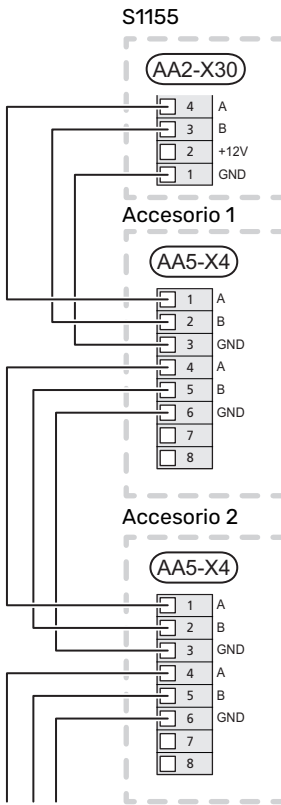 S1155
AA2-X30
4 A
3 B
2 +12V
1 GND
Accesorio 1
AA5-X4
1 A
2 B
3 GND
4 A
5 B
6 GND
7
8
Accesorio 2
AA5-X4
1 A
2 B
3 GND
4 A
5 B
6 GND
7
8